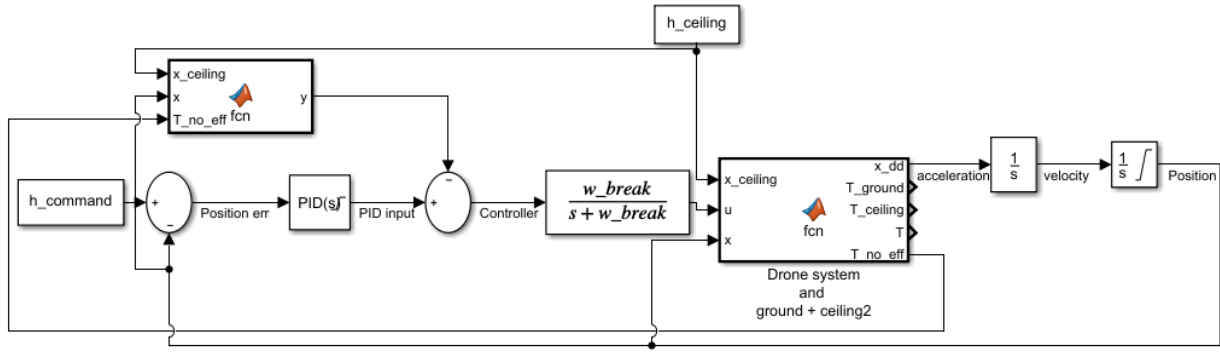 h_ceiling
x_ceiling
x
T_no_eff
y
fcn
h_command
+
−
Position err
PID(s)
PID input
−
+
Controller
w_break
s + w_break
x_ceiling
u
x
fcn
x_dd
T_ground
T_ceiling
T
T_no_eff
Drone system
and
ground + ceiling2
acceleration
1
s
velocity
1
s
Position